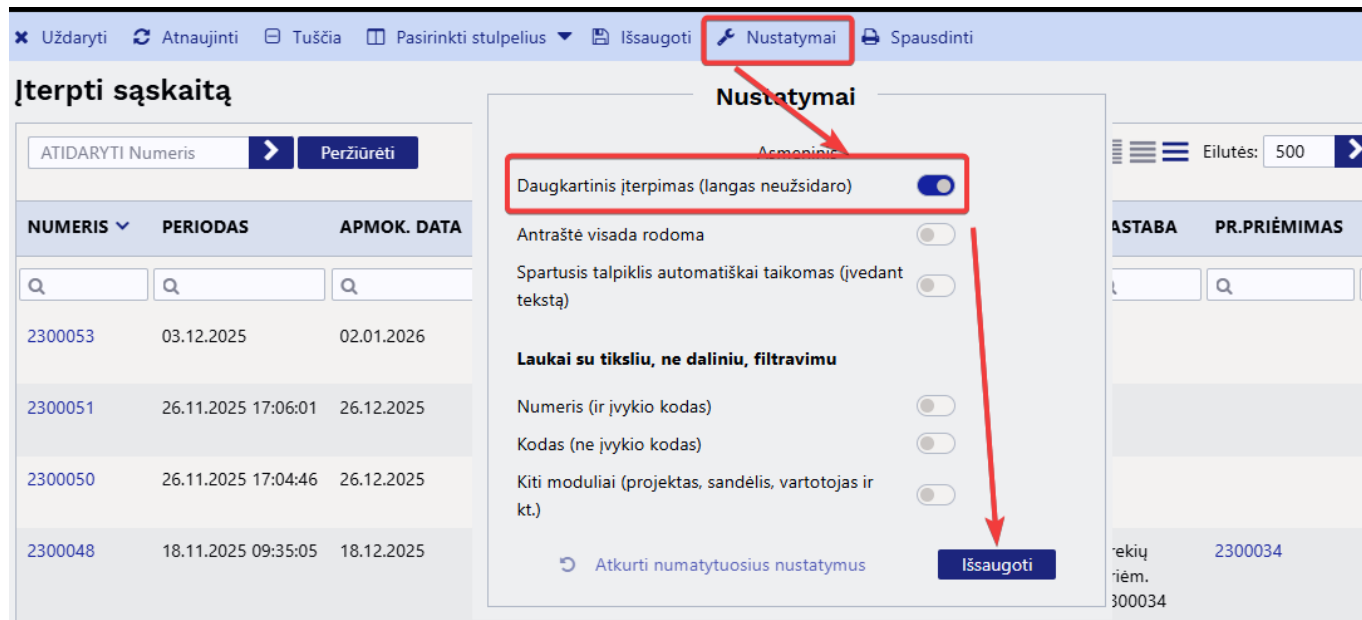 Uždaryti Atnaujinti Tuščia Pasirinkti stulpelius Išsaugoti Nustatymai Spausdinti
Įterpti sąskaitą
Nustatymai
ATIDARYTI Numeris Peržiūrėti
Asmeninis
Eilutės: 500
Daugkartinis įterpimas (langas neužsidaro)
NUMERIS PERIODAS APMOK. DATA
PR.PRIĖMIMAS
Antraštė visada rodoma
Spartusis talpiklis automatiškai taikomas (įvedant
tekstą)
2300053 03.12.2025 02.01.2026
Laukai su tiksliu, ne daliniu, filtravimu
2300051 26.11.2025 17:06:01 26.12.2025
Numeris (ir įvykio kodas)
Kodas (ne įvykio kodas)
2300050 26.11.2025 17:04:46 26.12.2025
Kiti moduliai (projektas, sandėlis, vartotojas ir
kt.)
2300048 18.11.2025 09:35:05 18.12.2025
2300034
Atkurti numatytuosius nustatymus Išsaugoti